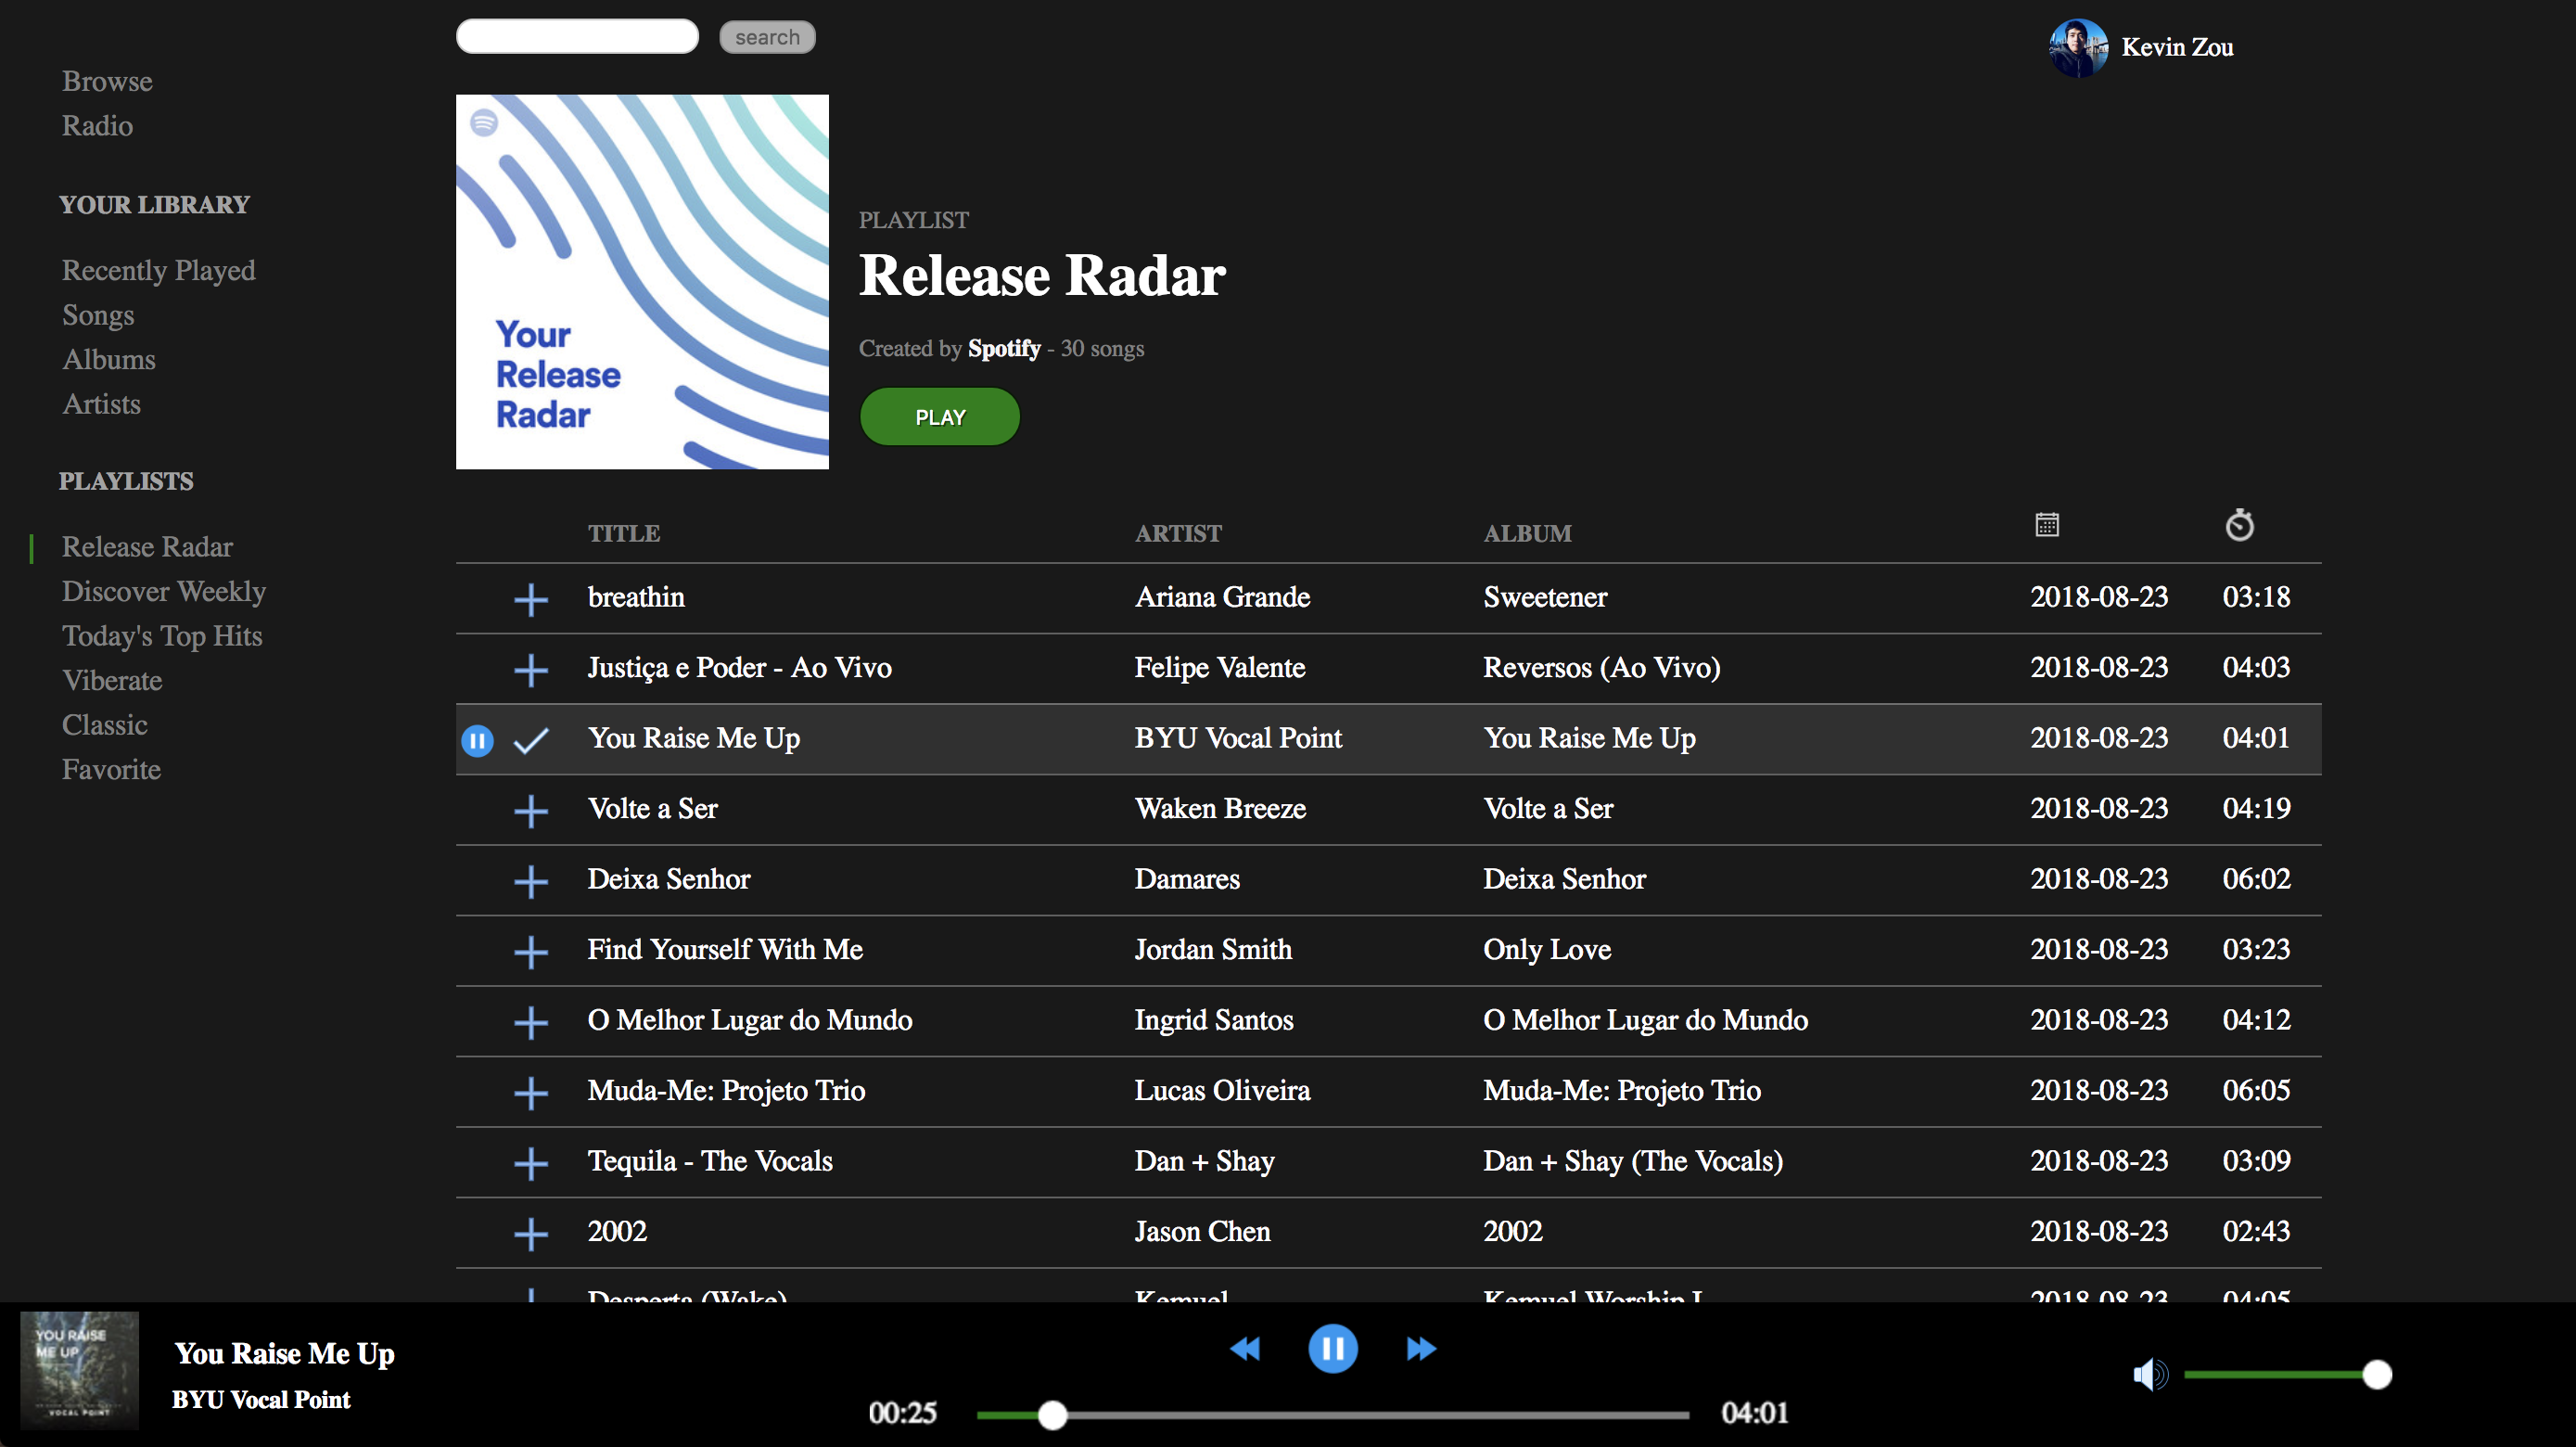 search
Kevin Zou
Browse
Radio
YOUR LIBRARY
Recently Played
Songs
Albums
Artists
PLAYLISTS
Release Radar
Discover Weekly
Today's Top Hits
Viberate
Classic
Favorite
Your
Release
Radar
PLAYLIST
Release Radar
Created by Spotify - 30 songs
PLAY
TITLE ARTIST ALBUM
breathin Ariana Grande Sweetener 2018-08-23 03:18
Justiça e Poder - Ao Vivo Felipe Valente Reversos (Ao Vivo) 2018-08-23 04:03
You Raise Me Up BYU Vocal Point You Raise Me Up 2018-08-23 04:01
Volte a Ser Waken Breeze Volte a Ser 2018-08-23 04:19
Deixa Senhor Damares Deixa Senhor 2018-08-23 06:02
Find Yourself With Me Jordan Smith Only Love 2018-08-23 03:23
O Melhor Lugar do Mundo Ingrid Santos O Melhor Lugar do Mundo 2018-08-23 04:12
Muda-Me: Projeto Trio Lucas Oliveira Muda-Me: Projeto Trio 2018-08-23 06:05
Tequila - The Vocals Dan + Shay Dan + Shay (The Vocals) 2018-08-23 03:09
2002 Jason Chen 2002 2018-08-23 02:43
Desperta (Wake) Kemuel Kemuel Worship I 2018-08-23 04:05
YOU RAISE
ME UP
VOCAL POINT
You Raise Me Up
BYU Vocal Point
00:25 04:01